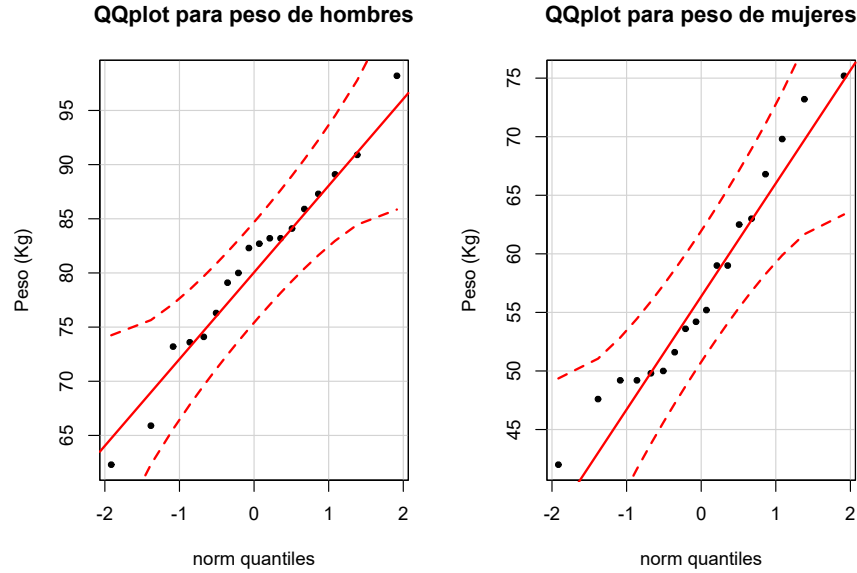 QQplot para peso de hombres
Peso (Kg)
95
90
85
80
75
70
65
-2 -1 0 1 2
norm quantiles
QQplot para peso de mujeres
Peso (Kg)
75
70
65
60
55
50
45
-2 -1 0 1 2
norm quantiles